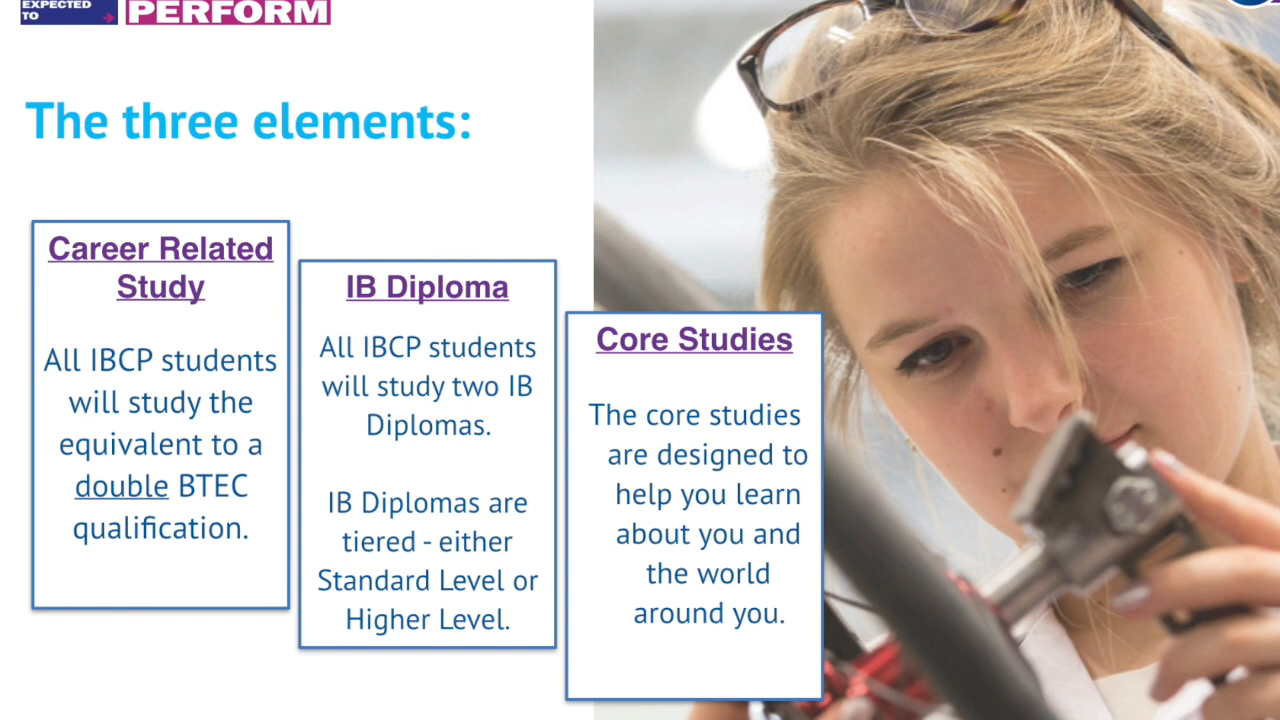 EXPECTED
TO
PERFORM
The three elements:
Career Related
Study
All IBCP students
will study the
equivalent to a
double BTEC
qualification.
IB Diploma
All IBCP students
will study two IB
Diplomas.
IB Diplomas are
tiered - either
Standard Level or
Higher Level.
Core Studies
The core studies
are designed to
help you learn
about you and
the world
around you.